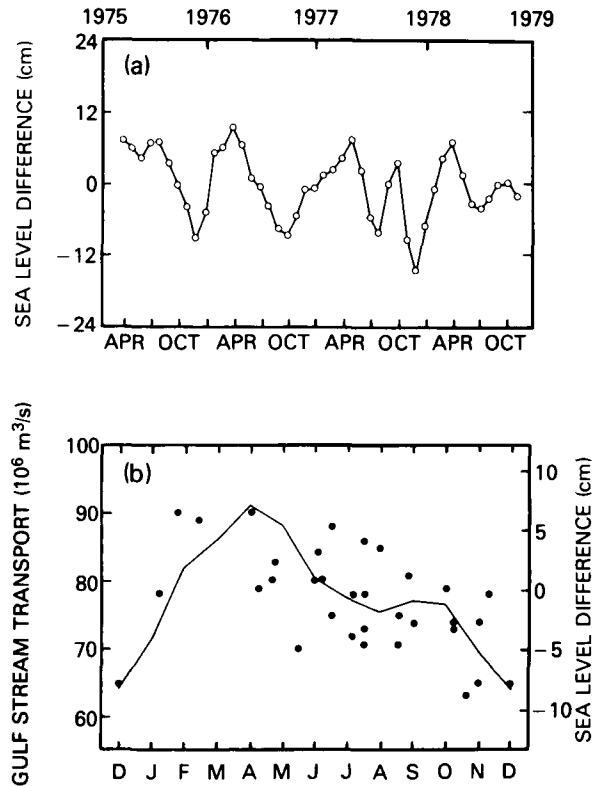 1975 1976 1977 1978 1979
(a)
SEA LEVEL DIFFERENCE (cm)
24
12
0
−12
−24
APR OCT APR OCT APR OCT APR OCT
(b)
GULF STREAM TRANSPORT (10⁶ m³/s)
100
90
80
70
60
10
5
0
−5
−10
SEA LEVEL DIFFERENCE (cm)
D J F M A M J J A S O N D